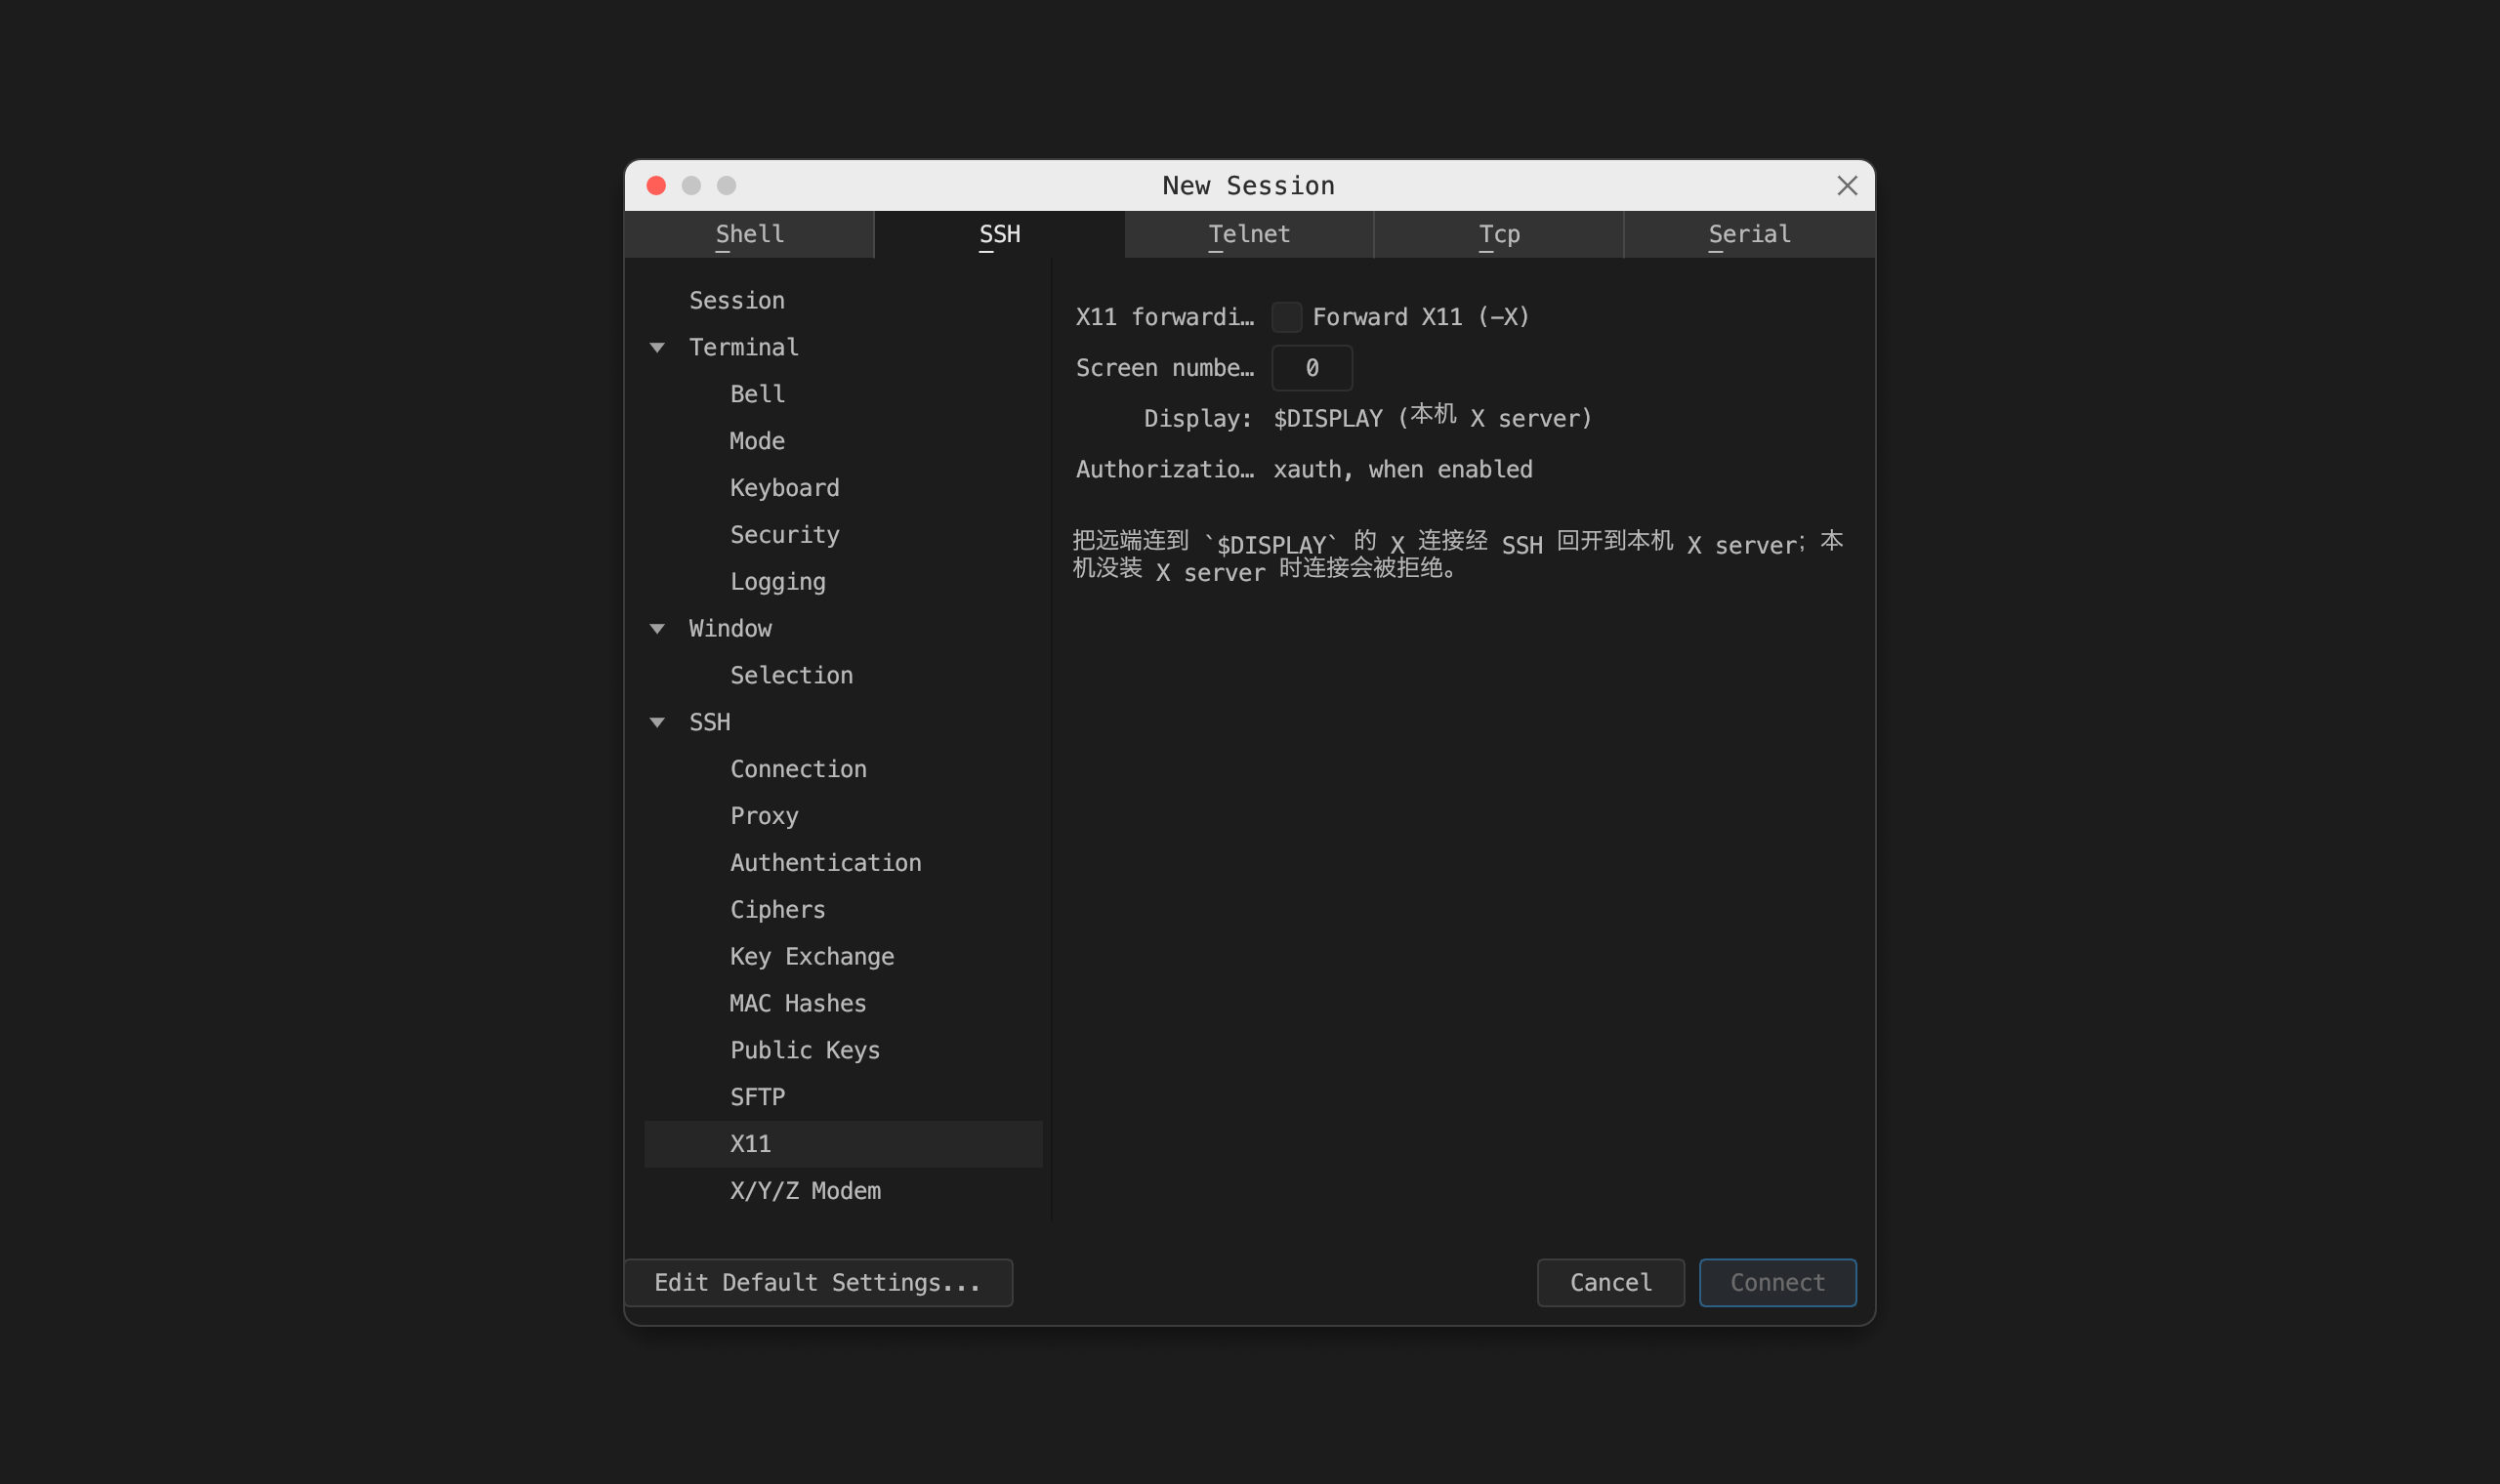 New Session
Shell SSH Telnet Tcp Serial
Session
Terminal
Bell
Mode
Keyboard
Security
Logging
Window
Selection
SSH
Connection
Proxy
Authentication
Ciphers
Key Exchange
MAC Hashes
Public Keys
SFTP
X11
X/Y/Z Modem
X11 forwardi… Forward X11 (-X)
Screen numbe… 0
Display: $DISPLAY (本机 X server)
Authorizatio… xauth, when enabled
把远端连到 `$DISPLAY` 的 X 连接经 SSH 回开到本机 X server；本
机没装 X server 时连接会被拒绝。
Edit Default Settings... Cancel Connect